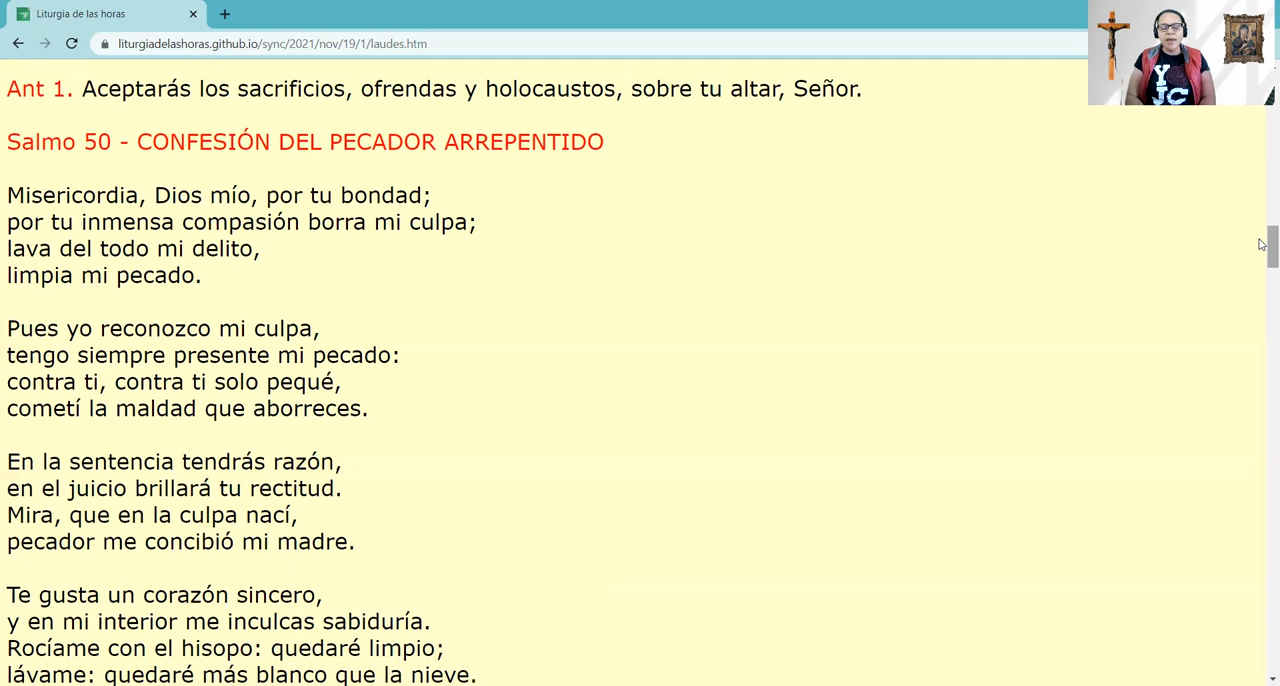 Liturgia de las horas
liturgiadelashoras.github.io/sync/2021/nov/19/1/laudes.htm
Ant 1. Aceptarás los sacrificios, ofrendas y holocaustos, sobre tu altar, Señor.
Salmo 50 - CONFESIÓN DEL PECADOR ARREPENTIDO
Misericordia, Dios mío, por tu bondad;
por tu inmensa compasión borra mi culpa;
lava del todo mi delito,
limpia mi pecado.
Pues yo reconozco mi culpa,
tengo siempre presente mi pecado:
contra ti, contra ti solo pequé,
cometí la maldad que aborreces.
En la sentencia tendrás razón,
en el juicio brillará tu rectitud.
Mira, que en la culpa nací,
pecador me concibió mi madre.
Te gusta un corazón sincero,
y en mi interior me inculcas sabiduría.
Rocíame con el hisopo: quedaré limpio;
lávame: quedaré más blanco que la nieve.